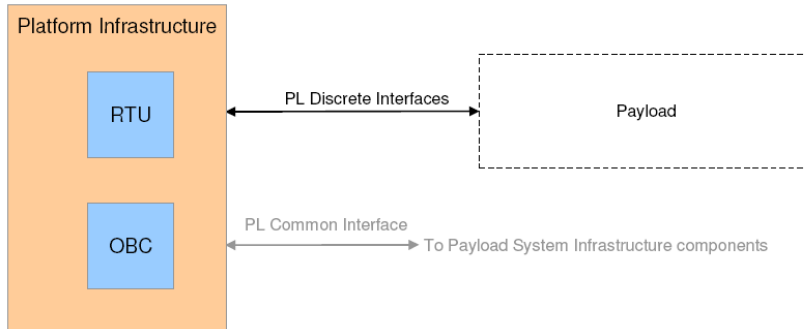 Platform Infrastructure
RTU
PL Discrete Interfaces
Payload
OBC
PL Common Interface
To Payload System Infrastructure components